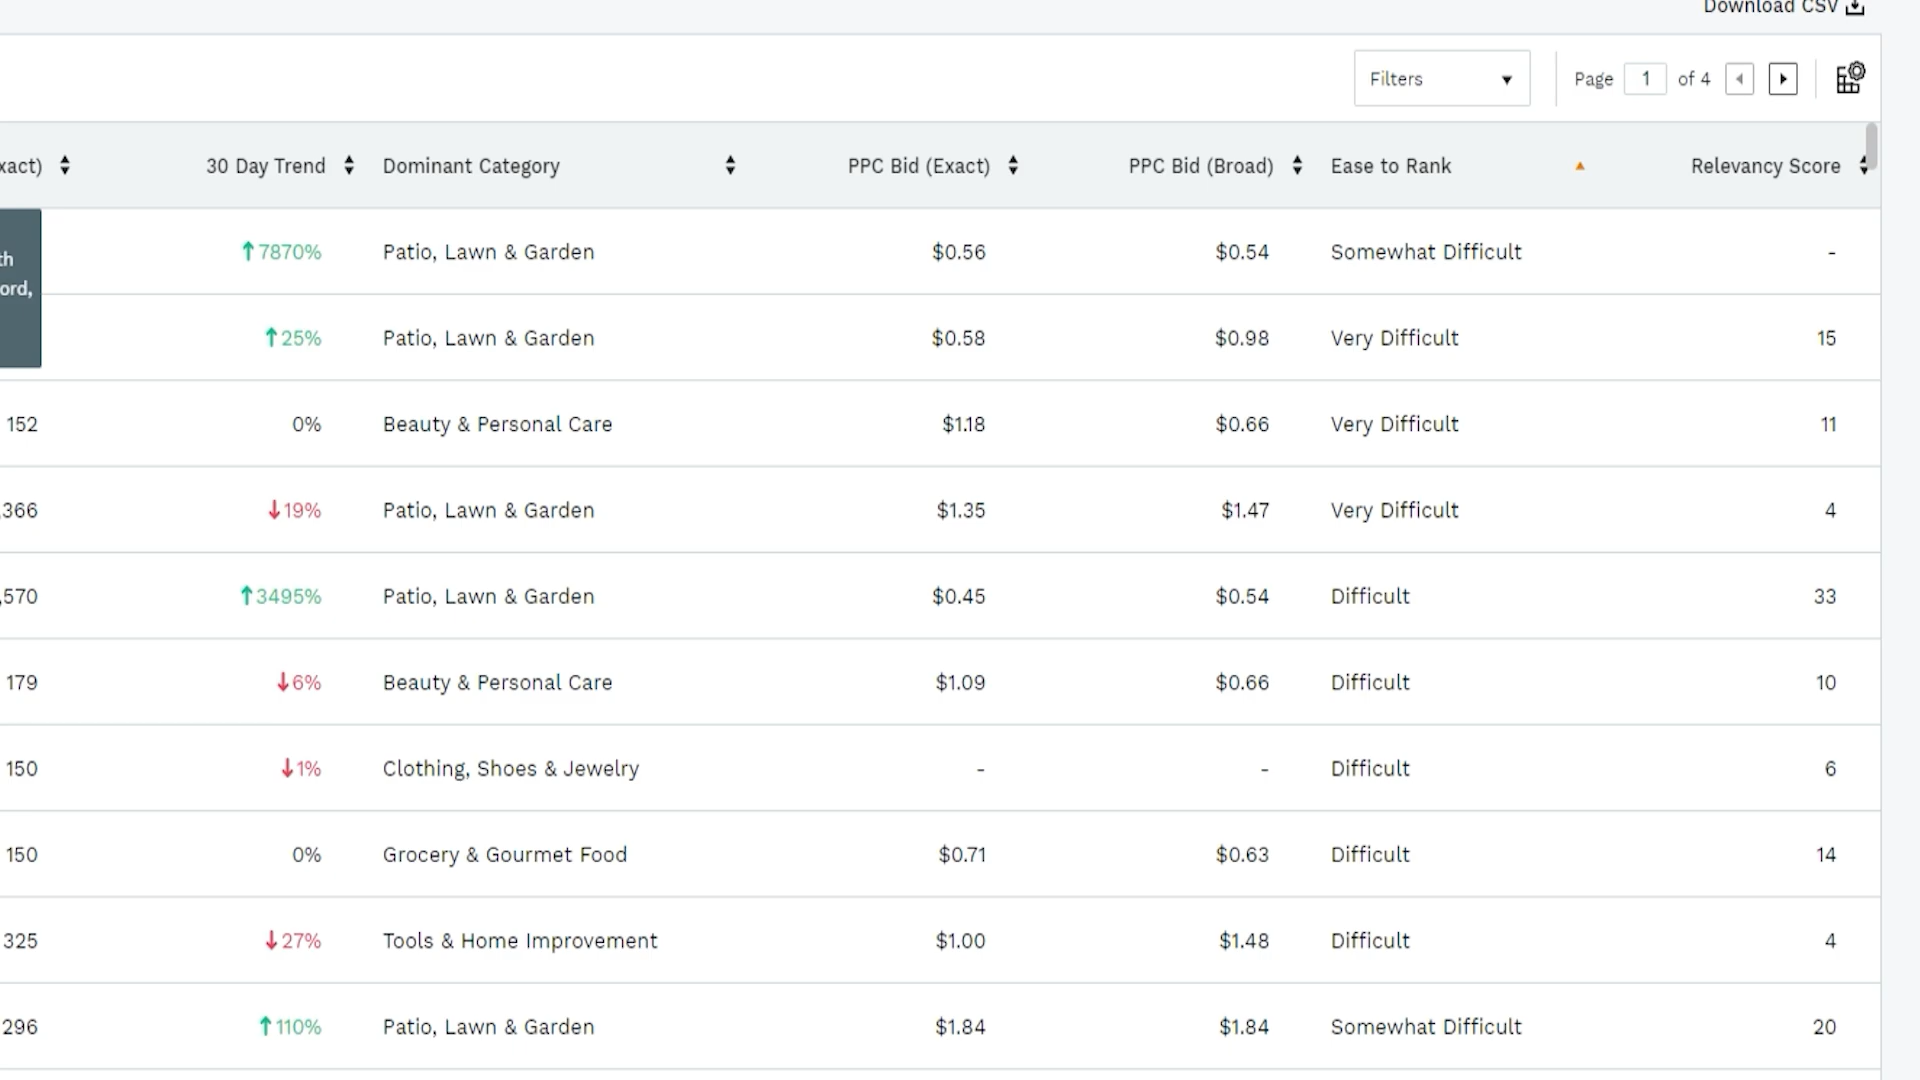 Download CSV
Filters Page 1 of 4
xact) 30 Day Trend Dominant Category PPC Bid (Exact) PPC Bid (Broad) Ease to Rank Relevancy Score
↑7870% Patio, Lawn & Garden $0.56 $0.54 Somewhat Difficult -
th
ord,
↑25% Patio, Lawn & Garden $0.58 $0.98 Very Difficult 15
152 0% Beauty & Personal Care $1.18 $0.66 Very Difficult 11
,366 ↓19% Patio, Lawn & Garden $1.35 $1.47 Very Difficult 4
,570 ↑3495% Patio, Lawn & Garden $0.45 $0.54 Difficult 33
179 ↓6% Beauty & Personal Care $1.09 $0.66 Difficult 10
150 ↓1% Clothing, Shoes & Jewelry - - Difficult 6
150 0% Grocery & Gourmet Food $0.71 $0.63 Difficult 14
325 ↓27% Tools & Home Improvement $1.00 $1.48 Difficult 4
296 ↑110% Patio, Lawn & Garden $1.84 $1.84 Somewhat Difficult 20